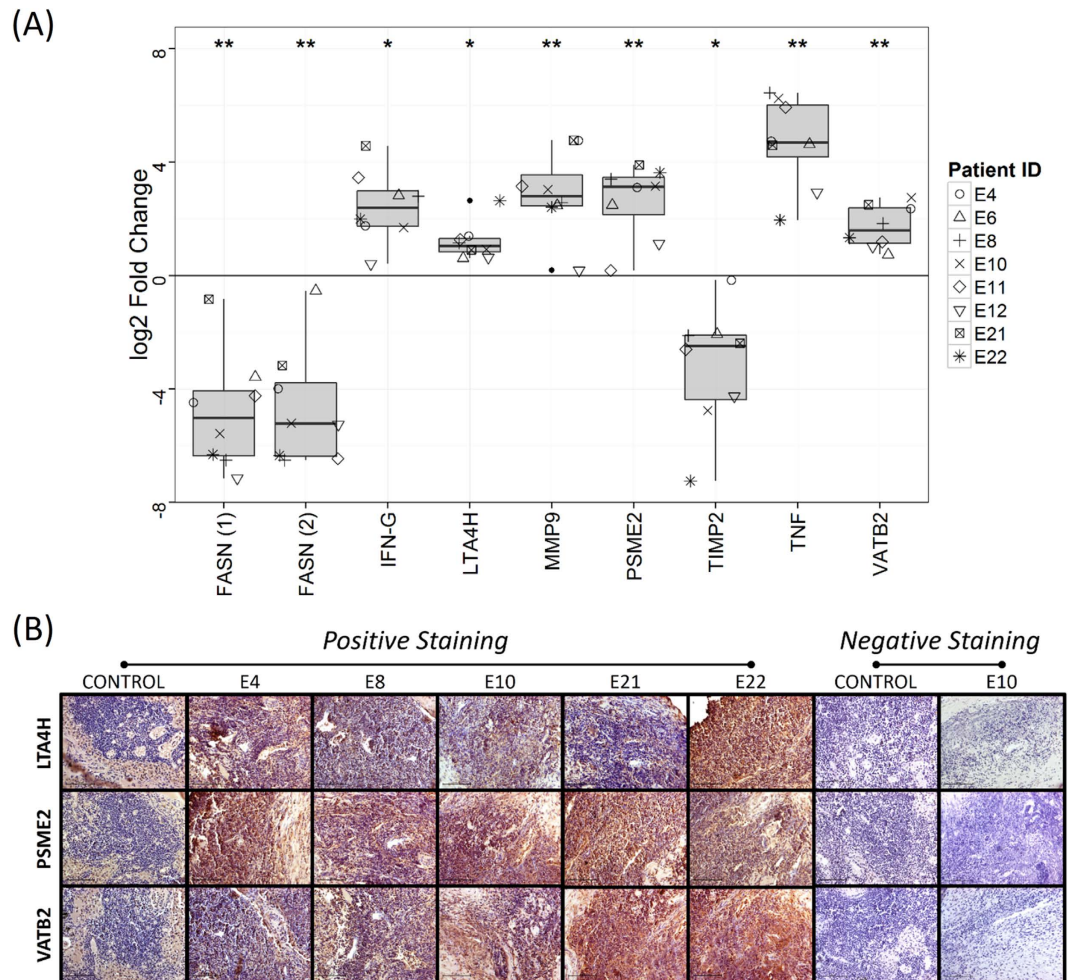 (A)
** ** * * ** ** * ** **
8
4
0
-4
-8
log2 Fold Change
FASN (1)
FASN (2)
IFN-G
LTA4H
MMP9
PSME2
TIMP2
TNF
VATB2
Patient ID
E4
E6
E8
E10
E11
E12
E21
E22
(B)
Positive Staining Negative Staining
CONTROL E4 E8 E10 E21 E22 CONTROL E10
LTA4H
PSME2
VATB2